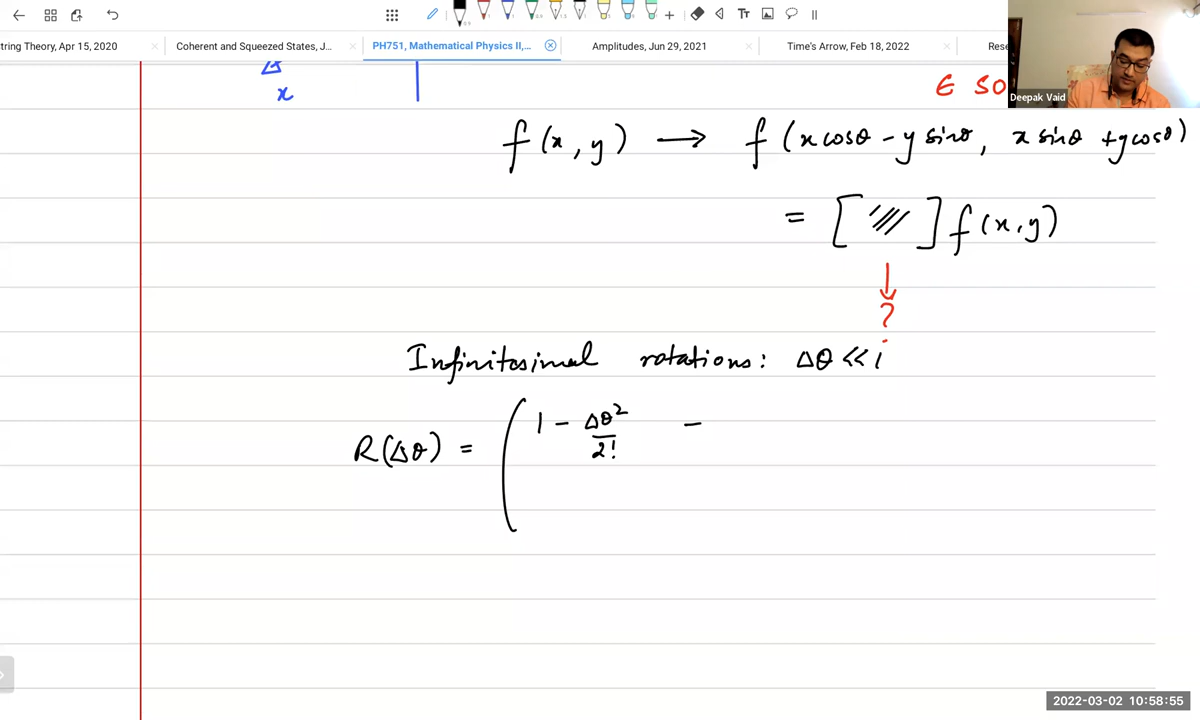 tring Theory, Apr 15, 2020 × Coherent and Squeezed States, J... × PH751, Mathematical Physics II,... Amplitudes, Jun 29, 2021 × Time's Arrow, Feb 18, 2022 × Rese
x
∈ SO
Deepak Vaid
f(x,y) → f(x cosθ - y sinθ, x sinθ + y cosθ)
= [ ] f(x,y)
↓
?
Infinitesimal rotations: Δθ << 1
R(Δθ) = ( 1 - Δθ²/2! -
2022-03-02 10:58:55